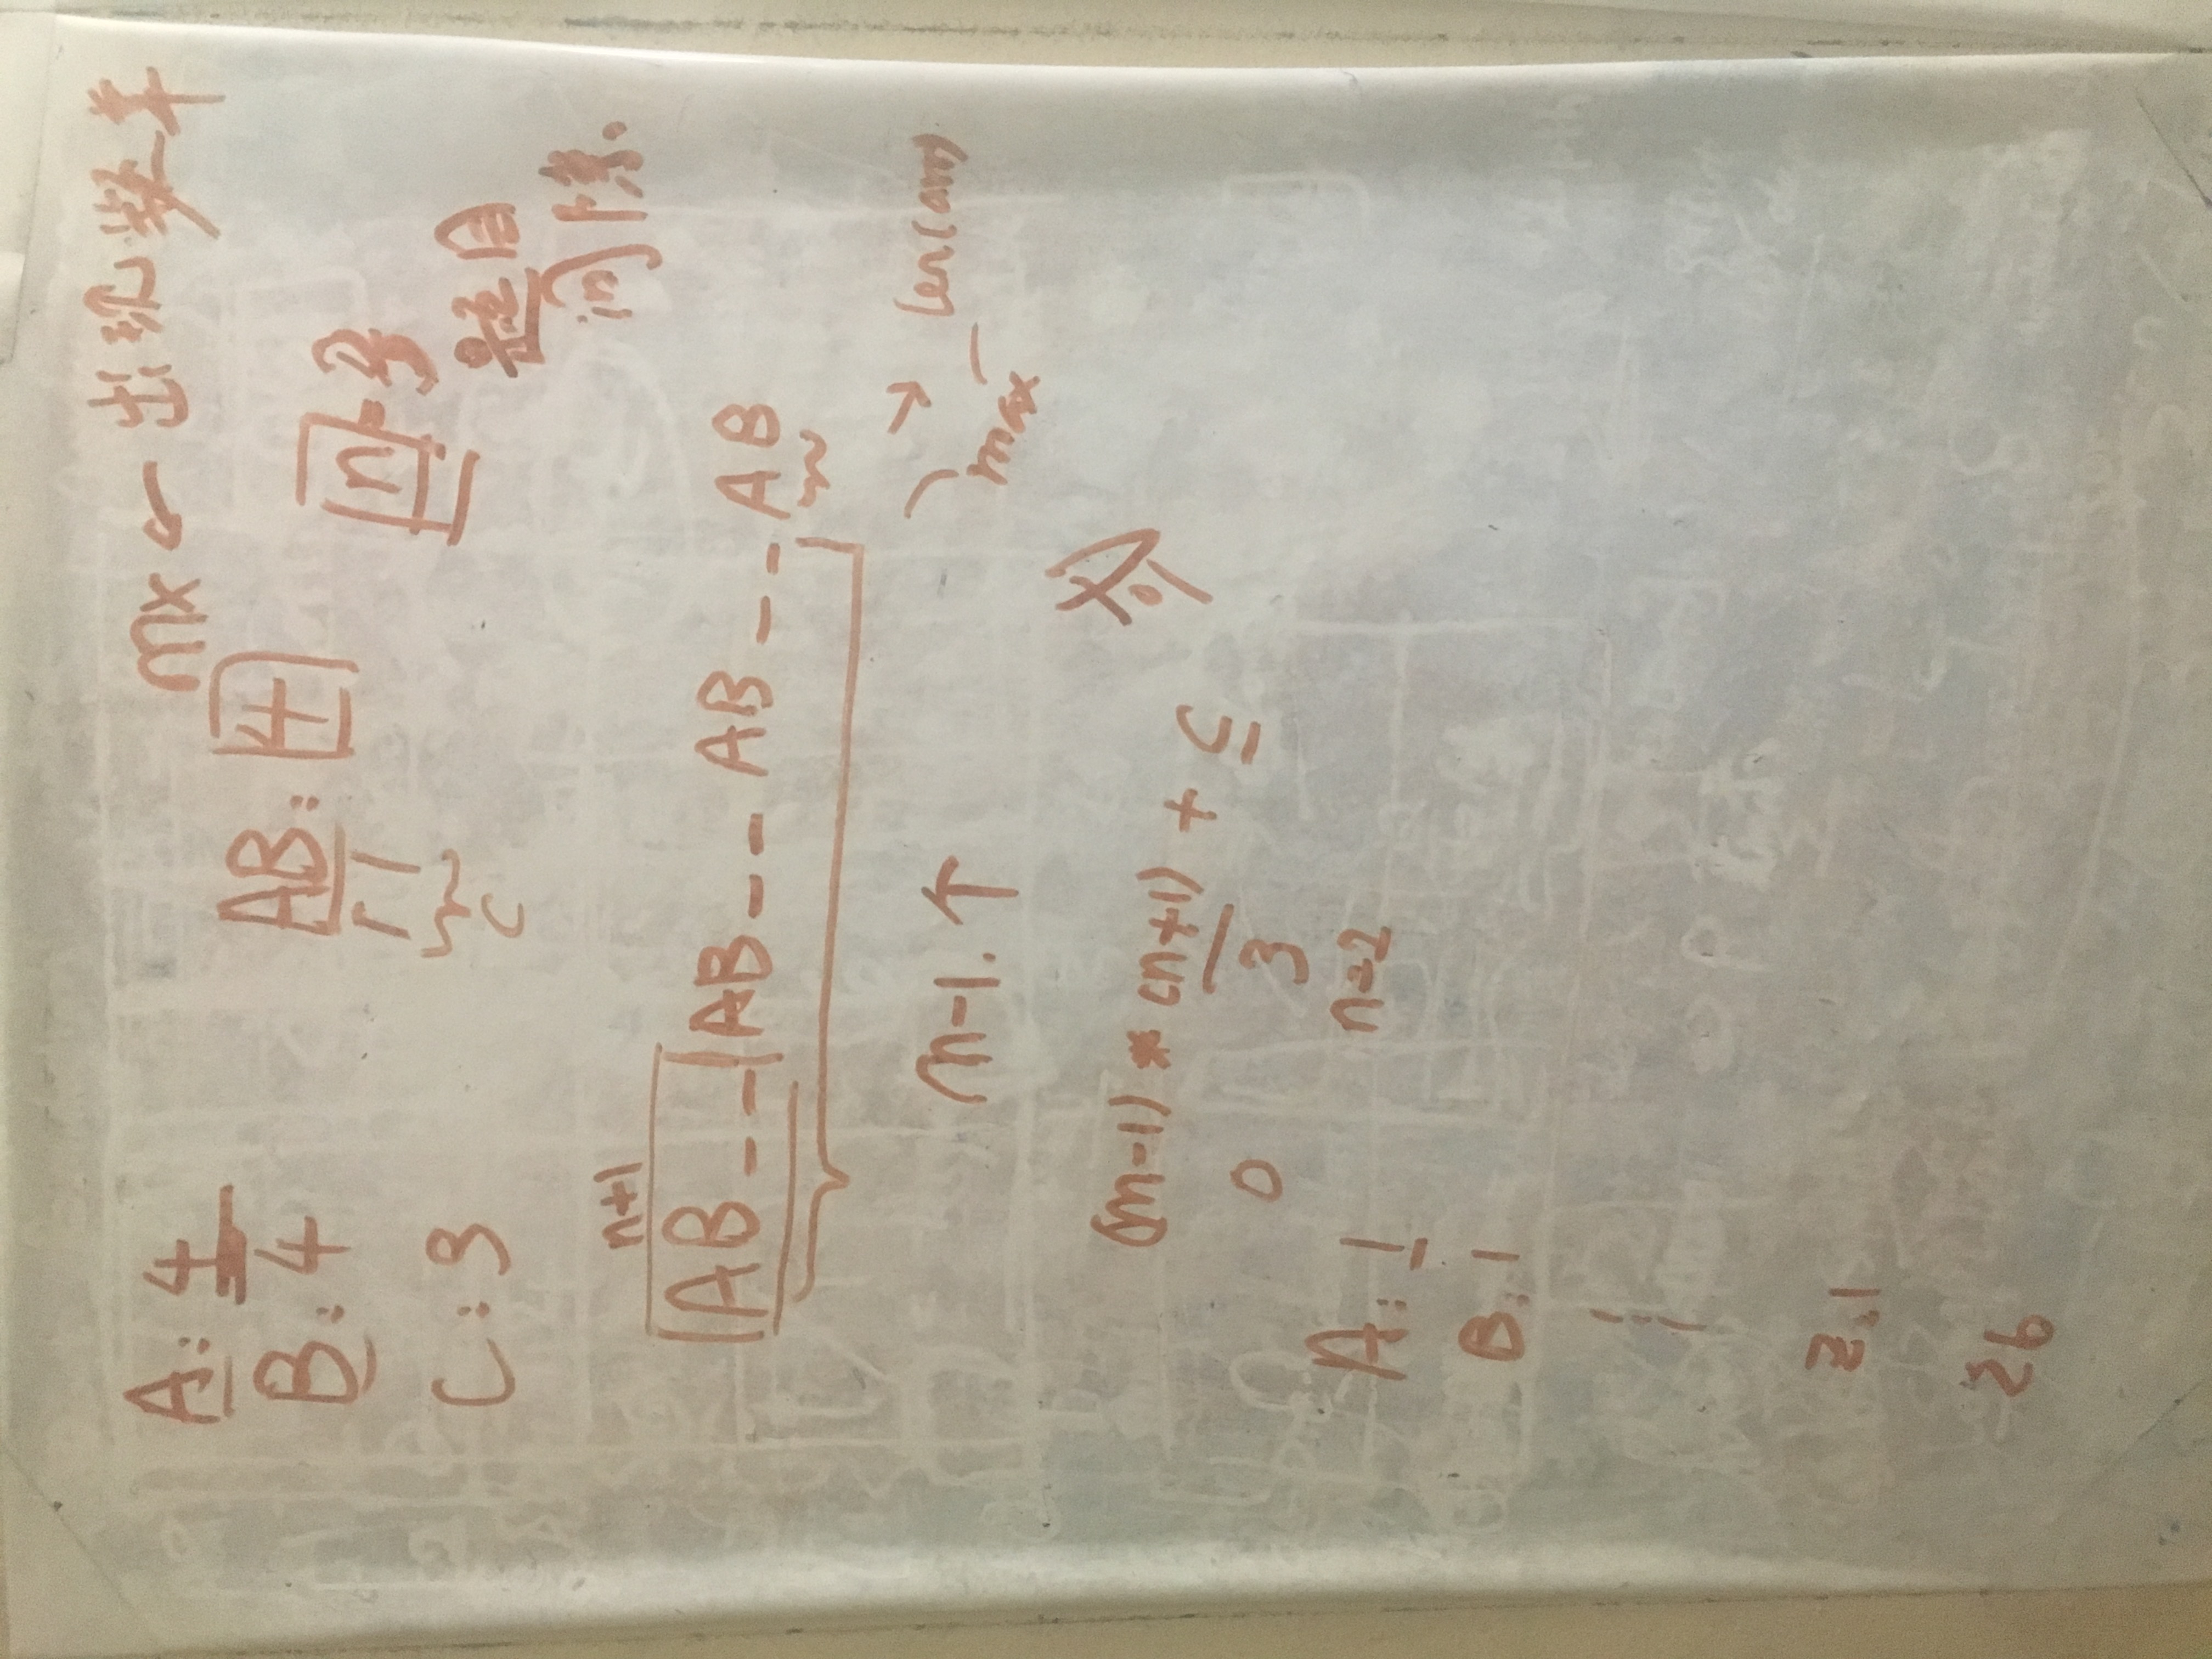 mx ← 出现频率
A: 4
B: 4
AB: 4
n=3
C: 3
C
题目
间隙.
n+1
AB _ _ AB _ _ AB _ _ AB
m-1. 个
→ len(arr)
max
(m-1) * (n+1) + C
0 3
A: 1 n=2
B: 1
Z: 1
26